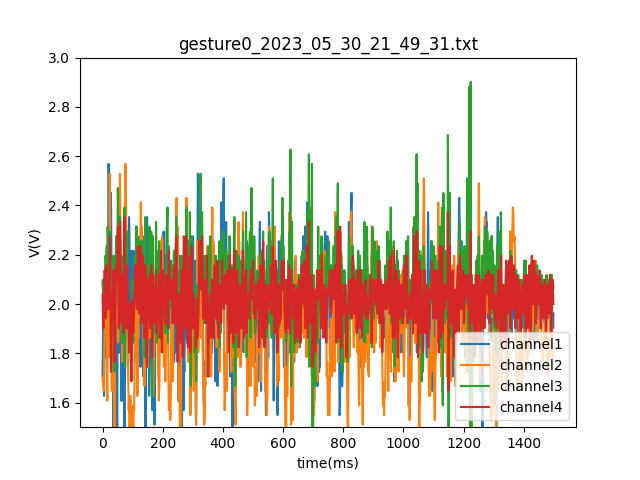 gesture0_2023_05_30_21_49_31.txt
V(V)
3.0
2.8
2.6
2.4
2.2
2.0
1.8
1.6
channel1
channel2
channel3
channel4
0 200 400 600 800 1000 1200 1400
time(ms)